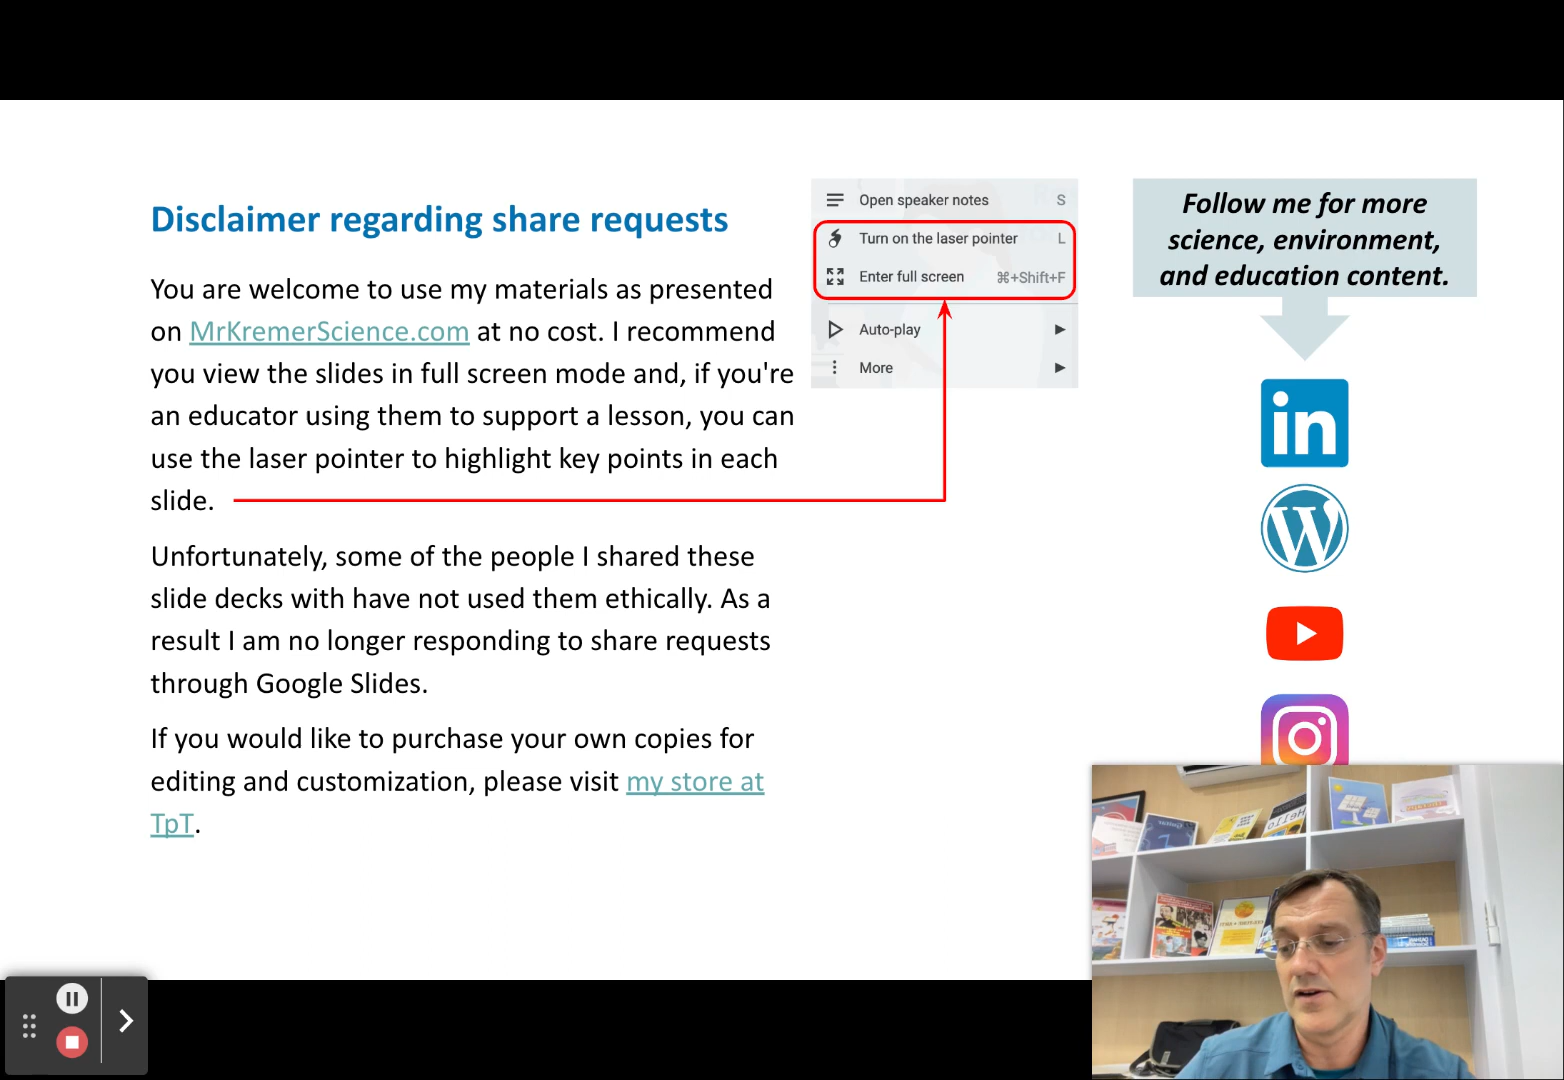 Disclaimer regarding share requests
You are welcome to use my materials as presented
on MrKremerScience.com at no cost. I recommend
you view the slides in full screen mode and, if you're
an educator using them to support a lesson, you can
use the laser pointer to highlight key points in each
slide.
Unfortunately, some of the people I shared these
slide decks with have not used them ethically. As a
result I am no longer responding to share requests
through Google Slides.
If you would like to purchase your own copies for
editing and customization, please visit my store at
TpT.
Open speaker notes S
Turn on the laser pointer L
Enter full screen ⌘+Shift+F
Auto-play
More
Follow me for more
science, environment,
and education content.
in
W
Hello